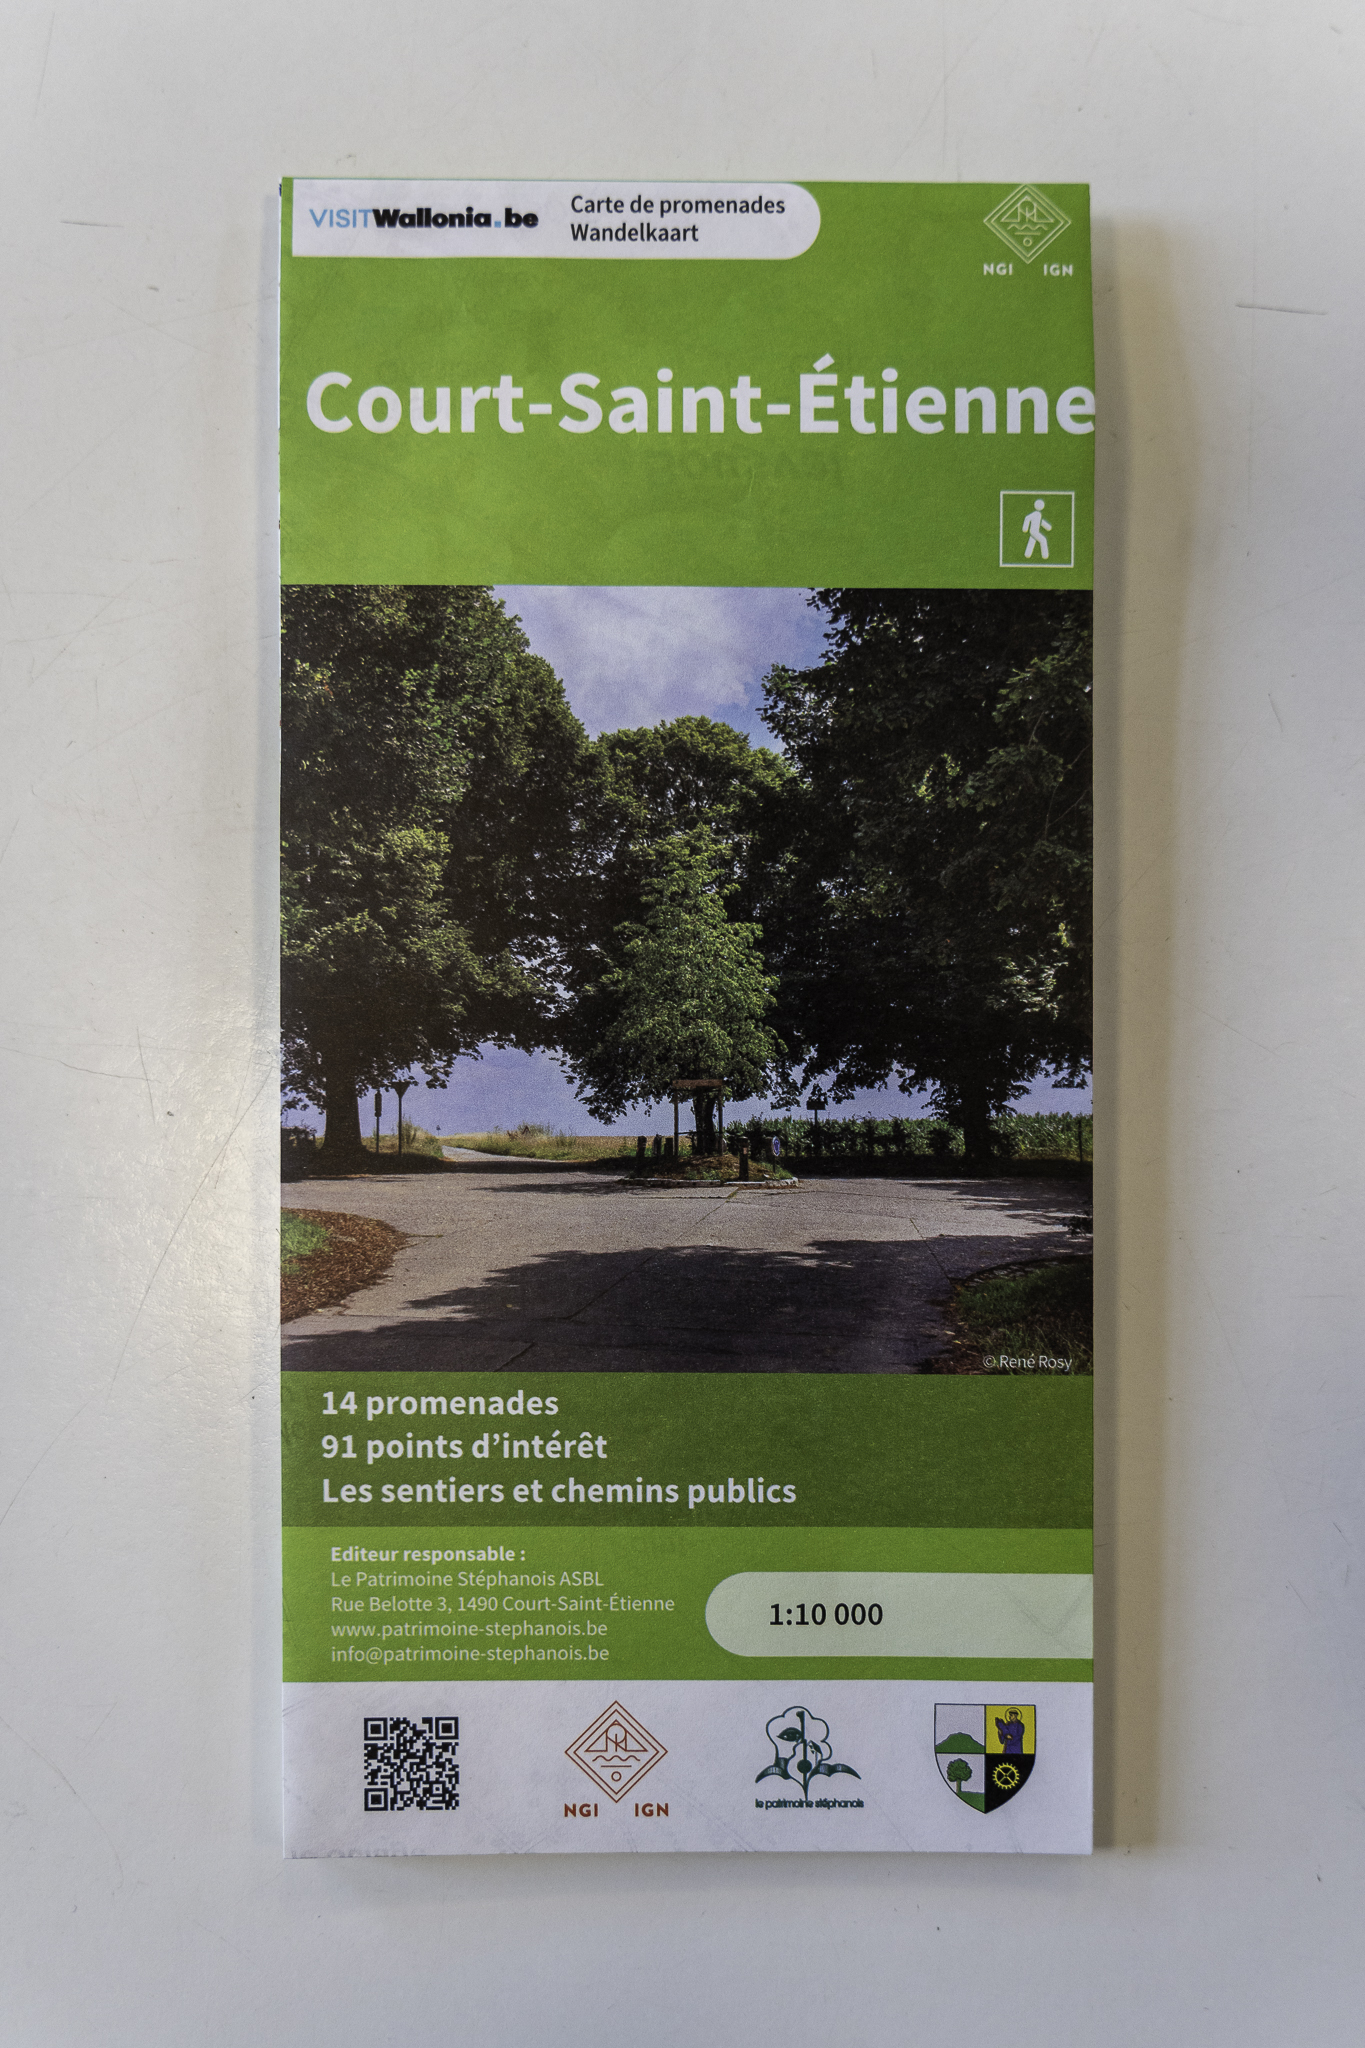 VISITWallonia.be
Carte de promenades
Wandelkaart
NGI IGN
Court-Saint-Étienne
© René Rosy
14 promenades
91 points d’intérêt
Les sentiers et chemins publics
Editeur responsable :
Le Patrimoine Stéphanois ASBL
Rue Belotte 3, 1490 Court-Saint-Étienne
www.patrimoine-stephanois.be
info@patrimoine-stephanois.be
1:10 000
NGI IGN
le patrimoine stéphanois